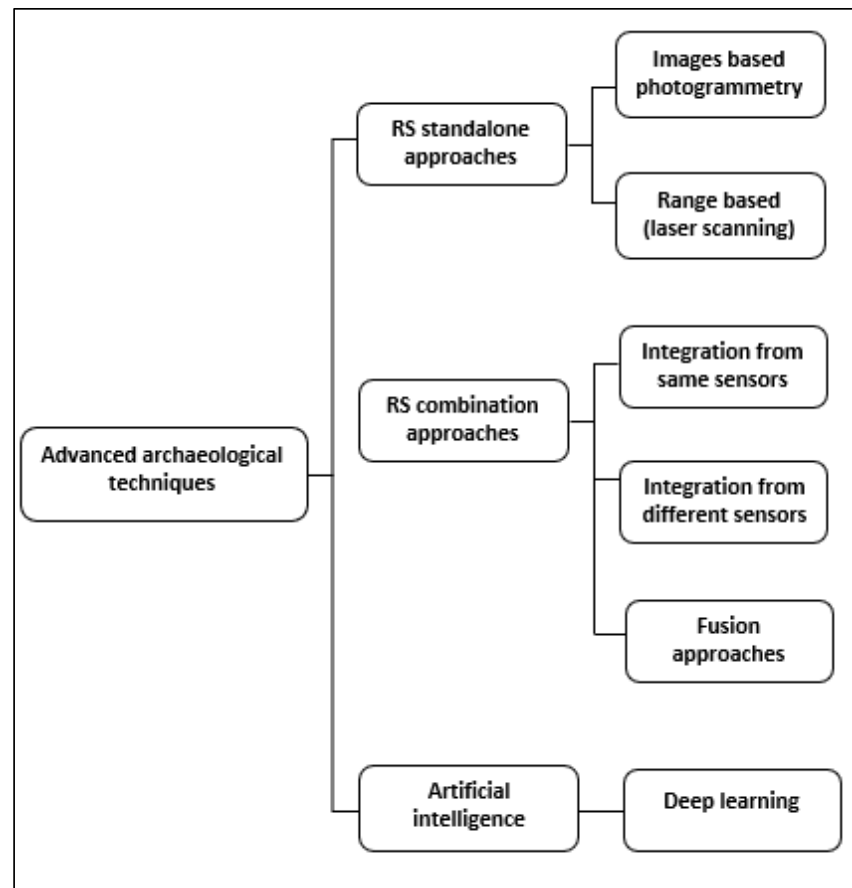 Images based
photogrammetry
RS standalone
approaches
Range based
(laser scanning)
Integration from
same sensors
RS combination
approaches
Advanced archaeological
techniques
Integration from
different sensors
Fusion
approaches
Artificial
intelligence
Deep learning